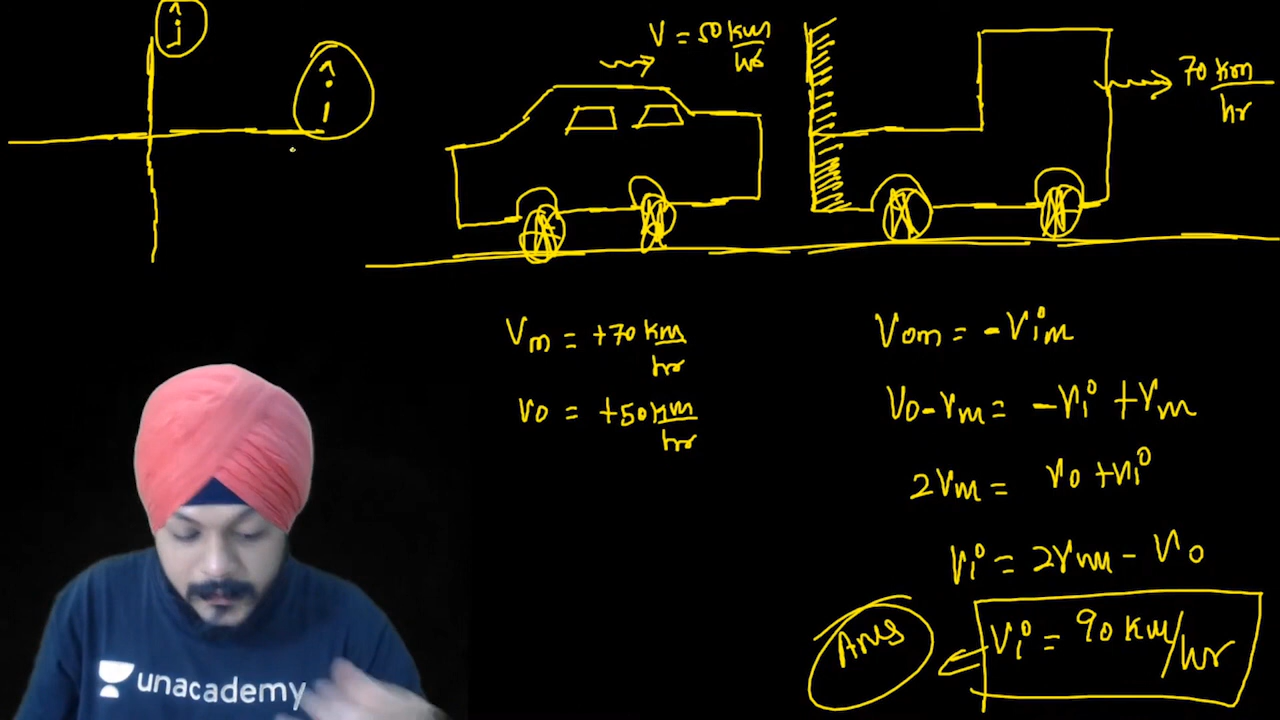 ĵ
î
V = 50 km/hr
70 km/hr
Vm = +70 km/hr
Vo = +50 km/hr
Vom = -Vim
Vo - Vm = -Vi + Vm
2Vm = Vo + Vi
Vi = 2Vm - Vo
Vi = 90 km/hr
Ans
unacademy